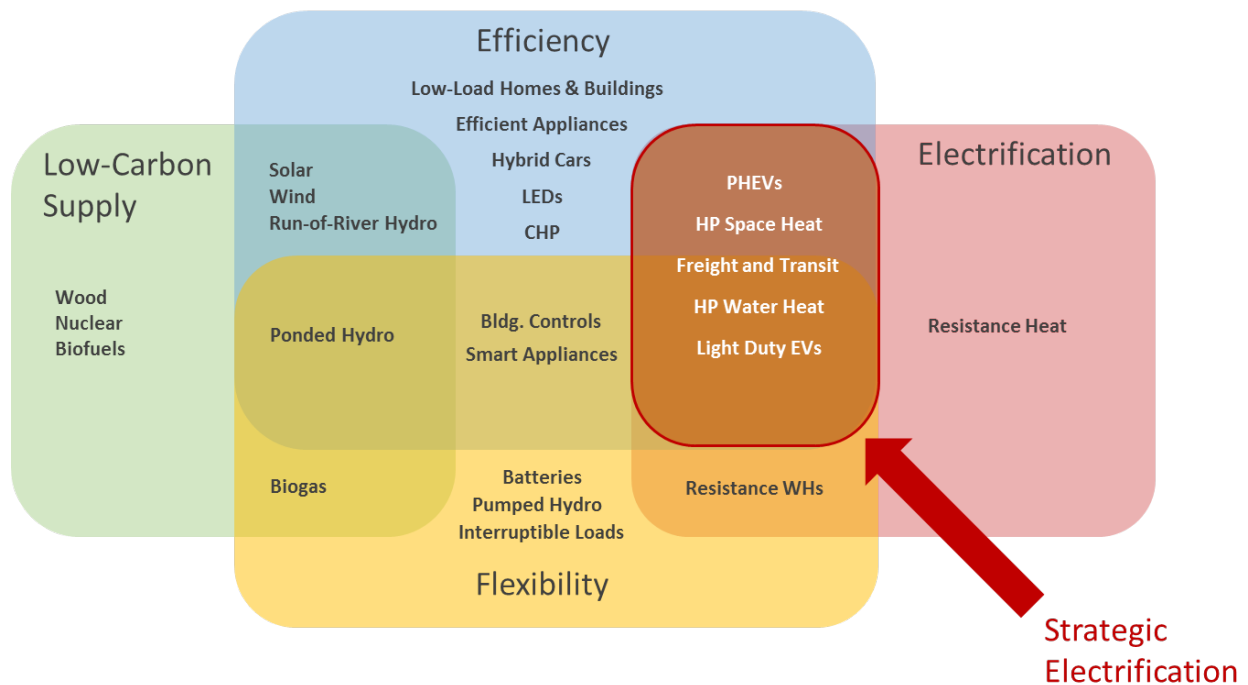 Efficiency
Low-Load Homes & Buildings
Efficient Appliances
Hybrid Cars
LEDs
CHP
Low-Carbon
Supply
Solar
Wind
Run-of-River Hydro
PHEVs
HP Space Heat
Freight and Transit
HP Water Heat
Light Duty EVs
Electrification
Wood
Nuclear
Biofuels
Ponded Hydro
Bldg. Controls
Smart Appliances
Resistance Heat
Biogas
Batteries
Pumped Hydro
Interruptible Loads
Resistance WHs
Flexibility
Strategic
Electrification